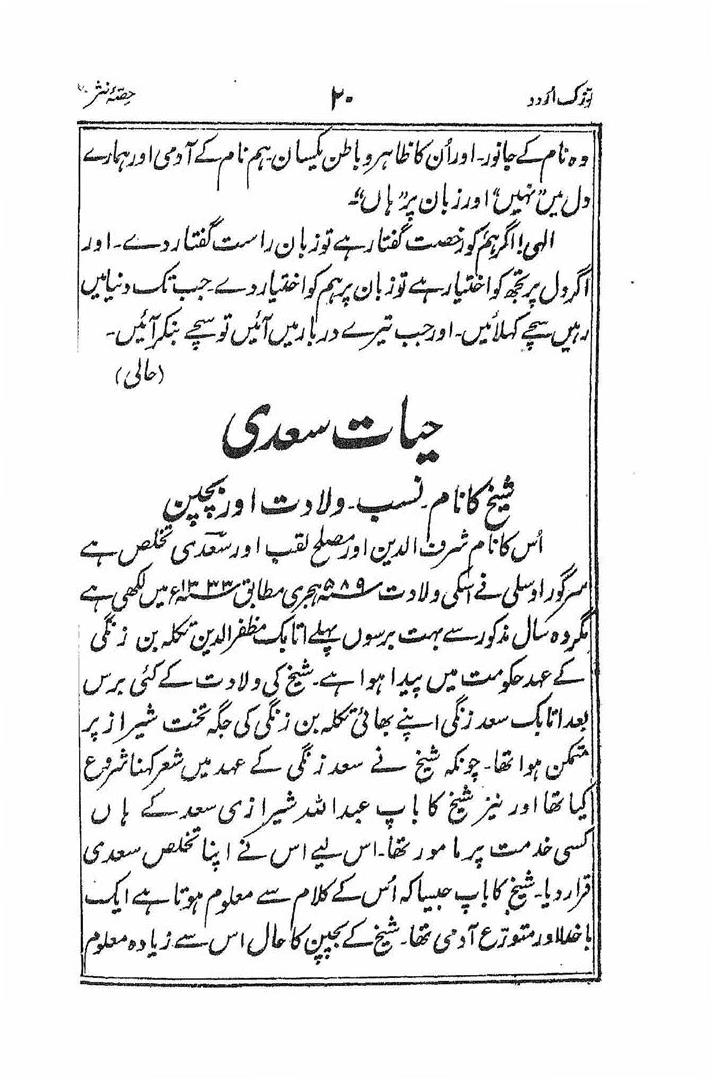 تزک اردو ۲۰ حصۂ نثر
وہ نام کے جانور۔ اور اُن کا ظاہر و باطن یکساں۔ ہم نام کے آدمی اور ہمارے
دل میں "نہیں" اور زبان پر "ہاں"۔
الٰہی! اگر ہم کو رخصت گفتار ہے تو زبان راست گفتار دے۔ اور
اگر دل پر تجھ کو اختیار ہے تو زبان پر ہم کو اختیار دے۔ جب تک دنیا میں
رہیں سچے کہلائیں۔ اور جب تیرے دربار میں آئیں تو سچے بنکر آئیں۔
(حالی)
حیات سعدی
شیخ کا نام۔ نسب۔ ولادت اور بچپن
اُس کا نام شرف الدین اور مصلح لقب اور سعدی تخلص ہے
سرگور اوسلی نے اسکی ولادت ۵۸۹ ہجری مطابق ۱۳۳۳ء میں لکھی ہے
مگر وہ سال مذکور سے بہت برسوں پہلے اتابک مظفر الدین تکلہ بن زنگی
کے عہد حکومت میں پیدا ہوا ہے۔ شیخ کی ولادت کے کئی برس
بعد اتابک سعد زنگی اپنے بھائی تکلہ بن زنگی کی جگہ تخت شیراز پر
متمکن ہوا تھا۔ چونکہ شیخ نے سعد زنگی کے عہد میں شعر کہنا شروع
کیا تھا اور نیز شیخ کا باپ عبد اللہ شیرازی سعد کے ہاں
کسی خدمت پر مامور تھا۔ اس لیے اس نے اپنا تخلص سعدی
قرار دیا۔ شیخ کا باپ جیسا کہ اُس کے کلام سے معلوم ہوتا ہے ایک
باخدا اور متورّع آدمی تھا۔ شیخ کے بچپن کا حال اس سے زیادہ معلوم